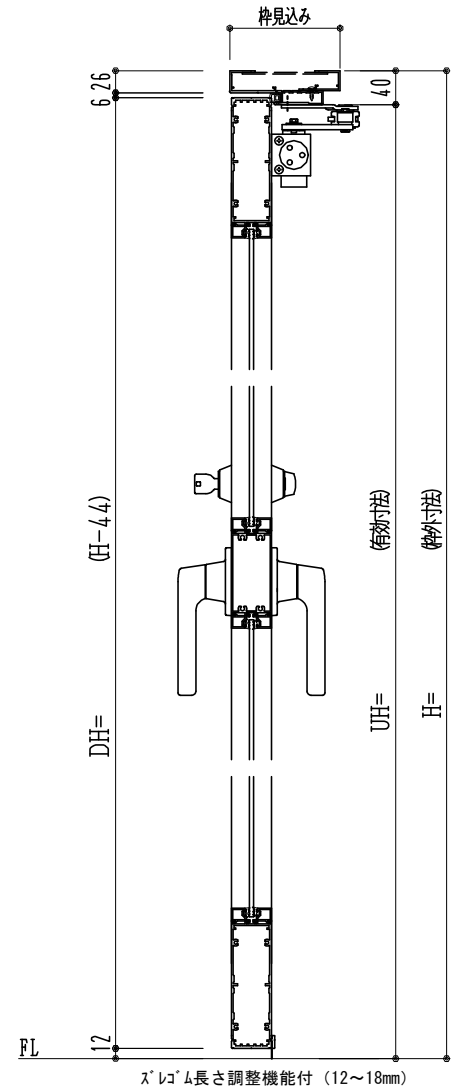 枠見込み
26
6
40
(H-44)
(有効寸法)
(枠外寸法)
DH=
UH=
H=
12
FL
ズレゴム長さ調整機能付 (12~18mm)